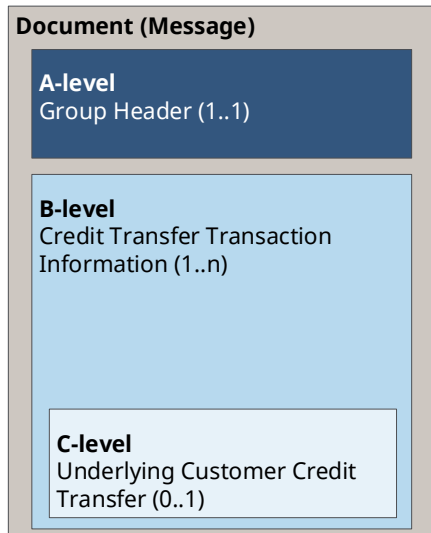 Document (Message)
A-level
Group Header (1..1)
B-level
Credit Transfer Transaction
Information (1..n)
C-level
Underlying Customer Credit
Transfer (0..1)